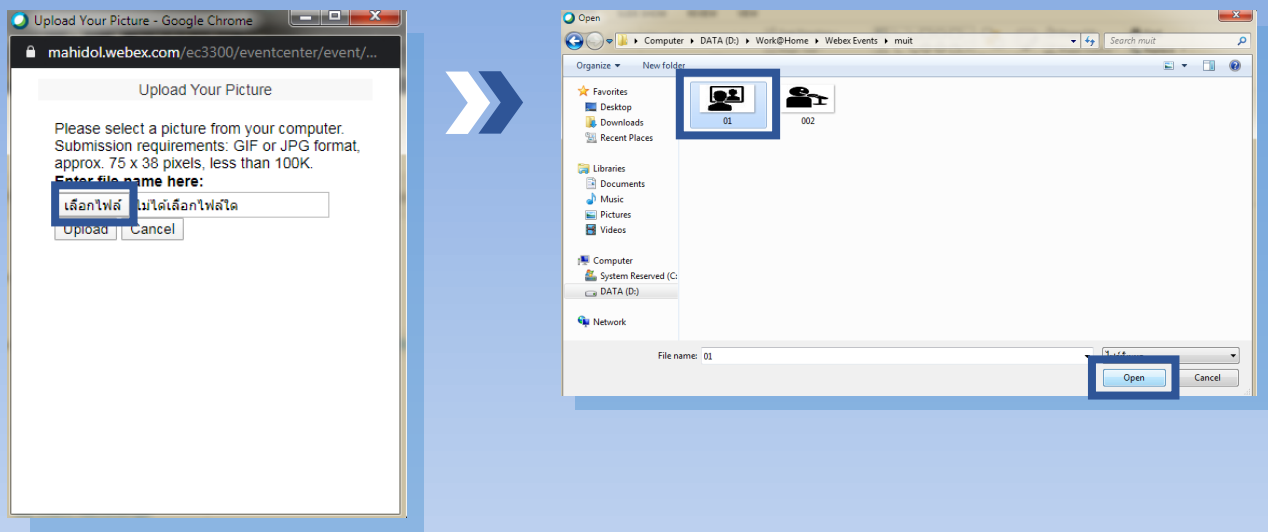 Upload Your Picture - Google Chrome
mahidol.webex.com/ec3300/eventcenter/event/...
Upload Your Picture
Please select a picture from your computer.
Submission requirements: GIF or JPG format,
approx. 75 x 38 pixels, less than 100K.
Enter file name here:
เลือกไฟล์ ไม่ได้เลือกไฟล์ใด
Upload Cancel
Open
Computer DATA (D:) Work@Home Webex Events muit
Search muit
Organize New folder
Favorites
Desktop
Downloads
Recent Places
Libraries
Documents
Music
Pictures
Videos
Computer
System Reserved (C:
DATA (D:)
Network
01
002
File name: 01
Open Cancel